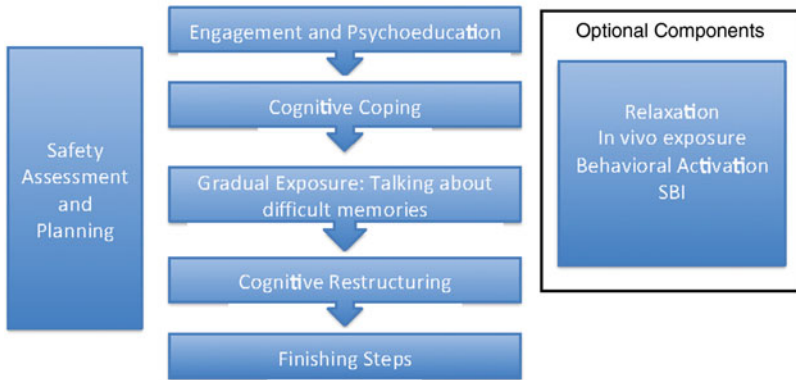 Safety
Assessment
and
Planning
Engagement and Psychoeducation
Cognitive Coping
Gradual Exposure: Talking about
difficult memories
Cognitive Restructuring
Finishing Steps
Optional Components
Relaxation
In vivo exposure
Behavioral Activation
SBI